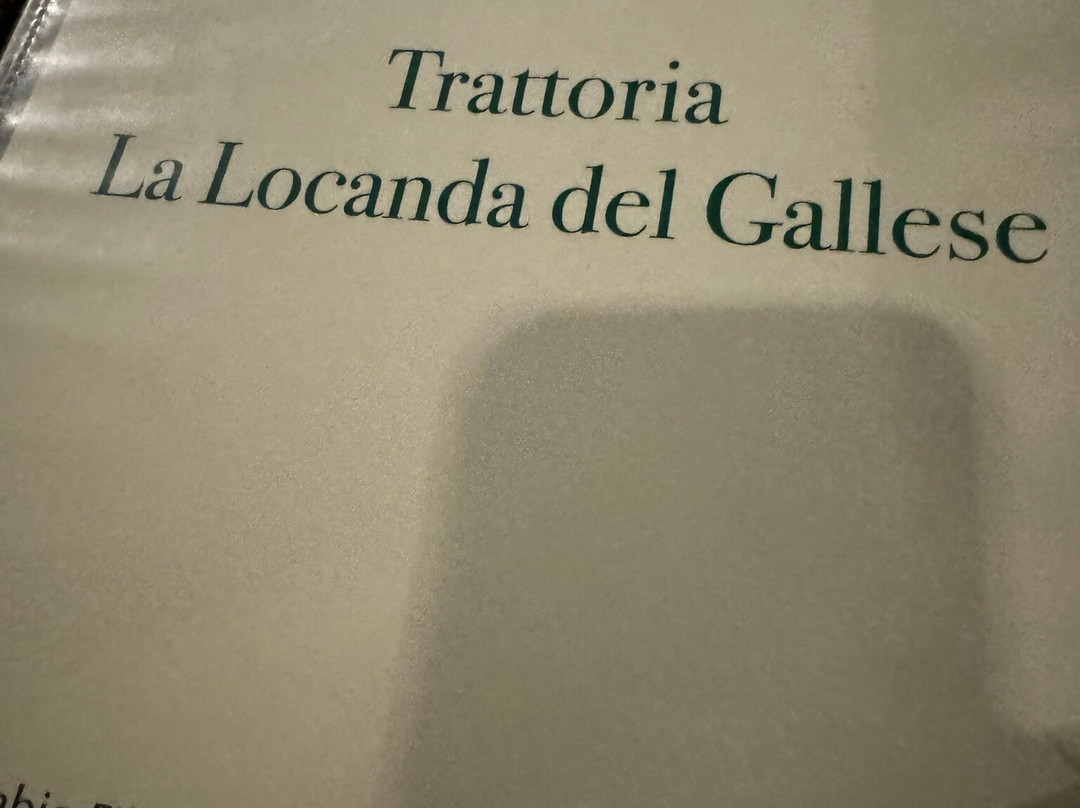 Trattoria
La Locanda del Gallese